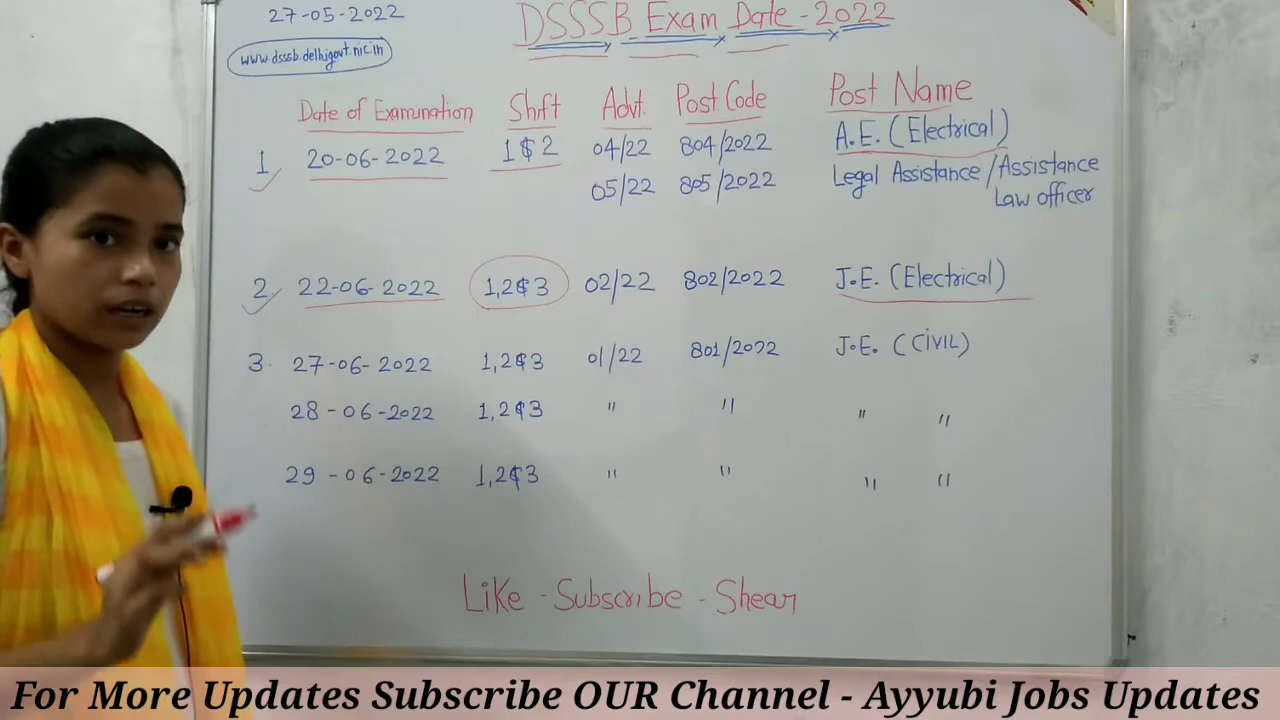 27-05-2022
DSSSB Exam Date - 2022
www.dsssb.delhigovt.nic.in
Date of Examunation Shift Advt. Post Code Post Name
1 20-06-2022 1 & 2 04/22 804/2022 A.E. (Electrical)
05/22 805/2022 Legal Assistance / Assistance
Law officer
2 22-06-2022 1,2&3 02/22 802/2022 J.E. (Electrical)
3. 27-06-2022 1,2&3 01/22 801/2022 J.E. (CIVIL)
28-06-2022 1,2&3 " " " "
29-06-2022 1,2&3 " " " "
Like - Subscribe - Shear
For More Updates Subscribe OUR Channel - Ayyubi Jobs Updates